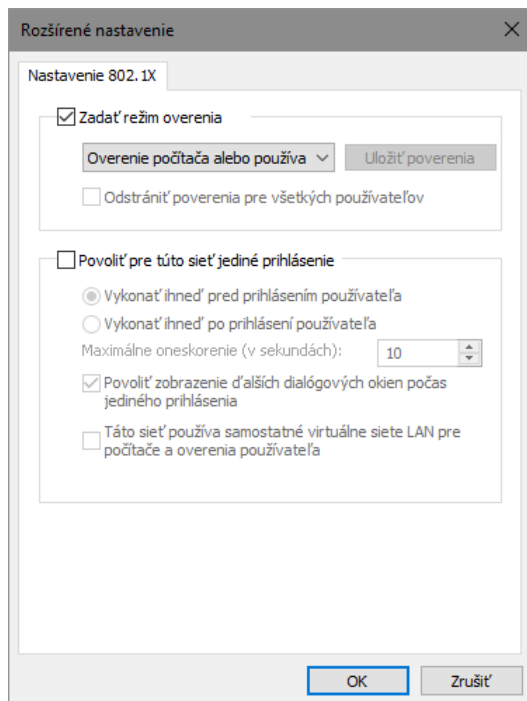 Rozšírené nastavenie
Nastavenie 802.1X
Zadať režim overenia
Overenie počítača alebo používa
Uložiť poverenia
Odstrániť poverenia pre všetkých používateľov
Povoliť pre túto sieť jediné prihlásenie
Vykonať ihneď pred prihlásením používateľa
Vykonať ihneď po prihlásení používateľa
Maximálne oneskorenie (v sekundách):
10
Povoliť zobrazenie ďalších dialógových okien počas
jediného prihlásenia
Táto sieť používa samostatné virtuálne siete LAN pre
počítače a overenia používateľa
OK
Zrušiť